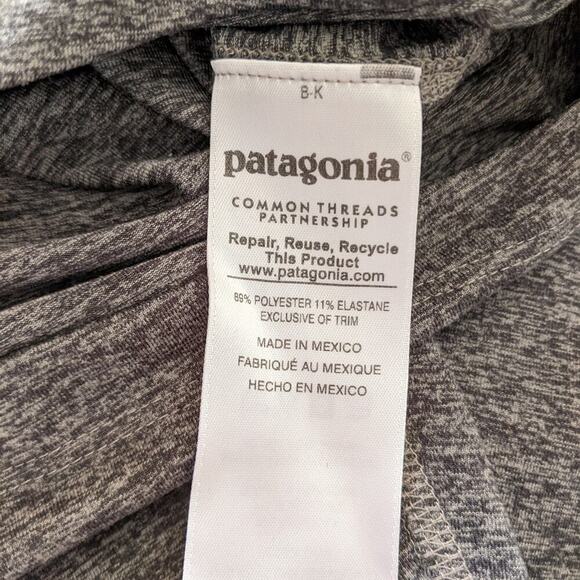 B-K
patagonia®
COMMON THREADS
PARTNERSHIP
Repair, Reuse, Recycle
This Product
www.patagonia.com
89% POLYESTER 11% ELASTANE
EXCLUSIVE OF TRIM
MADE IN MEXICO
FABRIQUÉ AU MEXIQUE
HECHO EN MEXICO